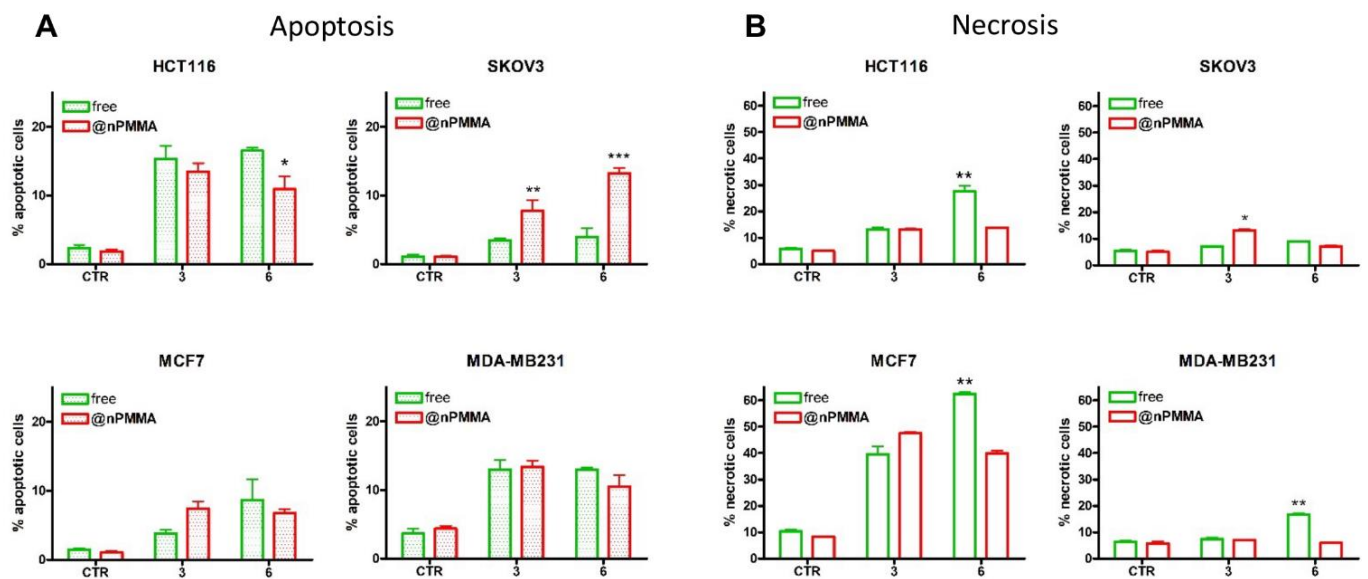 A Apoptosis
HCT116
% apoptotic cells
20
10
0
free
@nPMMA
*
CTR 3 6
SKOV3
% apoptotic cells
20
10
0
free
@nPMMA
**
***
CTR 3 6
MCF7
% apoptotic cells
20
10
0
free
@nPMMA
CTR 3 6
MDA-MB231
% apoptotic cells
20
10
0
free
@nPMMA
CTR 3 6
B Necrosis
HCT116
% necrotic cells
60
50
40
30
20
10
0
free
@nPMMA
**
CTR 3 6
SKOV3
% necrotic cells
60
50
40
30
20
10
0
free
@nPMMA
*
CTR 3 6
MCF7
% necrotic cells
60
50
40
30
20
10
0
free
@nPMMA
**
CTR 3 6
MDA-MB231
% necrotic cells
60
50
40
30
20
10
0
free
@nPMMA
**
CTR 3 6